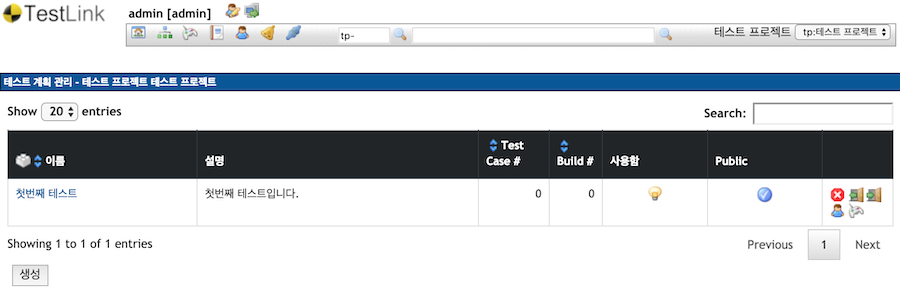 TestLink
admin [admin]
tp-
테스트 프로젝트
tp:테스트 프로젝트
테스트 계획 관리 - 테스트 프로젝트 테스트 프로젝트
Show 20 entries
Search:
이름
설명
Test Case #
Build #
사용함
Public
첫번째 테스트
첫번째 테스트입니다.
0
0
Showing 1 to 1 of 1 entries
Previous
1
Next
생성